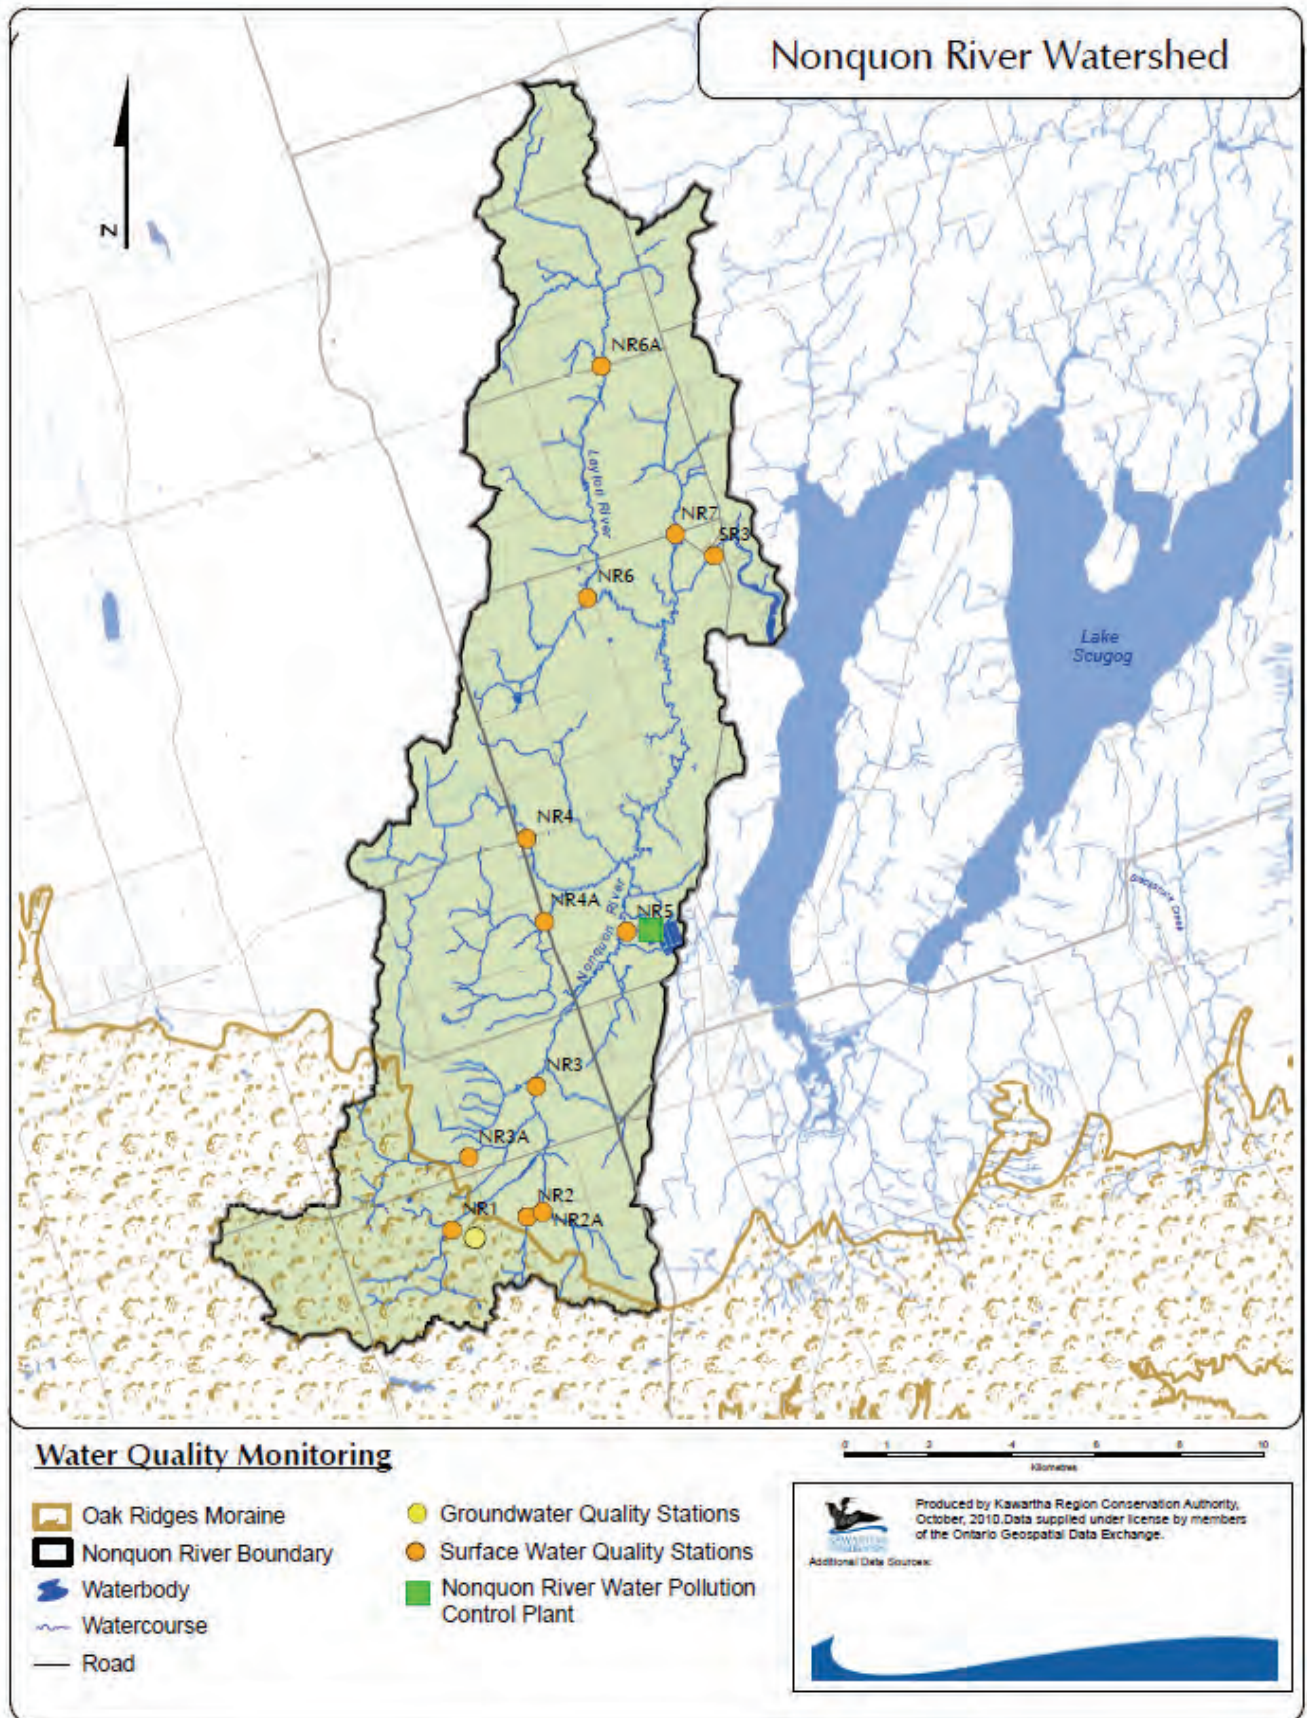 Nonquon River Watershed
N
NR6A
Layton River
NR7
SR3
NR6
Lake
Scugog
NR4
Blackstock Creek
NR4A
NR5
Nonquon River
NR3
NR3A
NR2
NR1
NR2A
Water Quality Monitoring
0 1 2 4 6 8 10
Kilometres
Oak Ridges Moraine
Nonquon River Boundary
Waterbody
Watercourse
Road
Groundwater Quality Stations
Surface Water Quality Stations
Nonquon River Water Pollution
Control Plant
Produced by Kawartha Region Conservation Authority,
October, 2010.Data supplied under license by members
of the Ontario Geospatial Data Exchange.
Additional Data Sources: